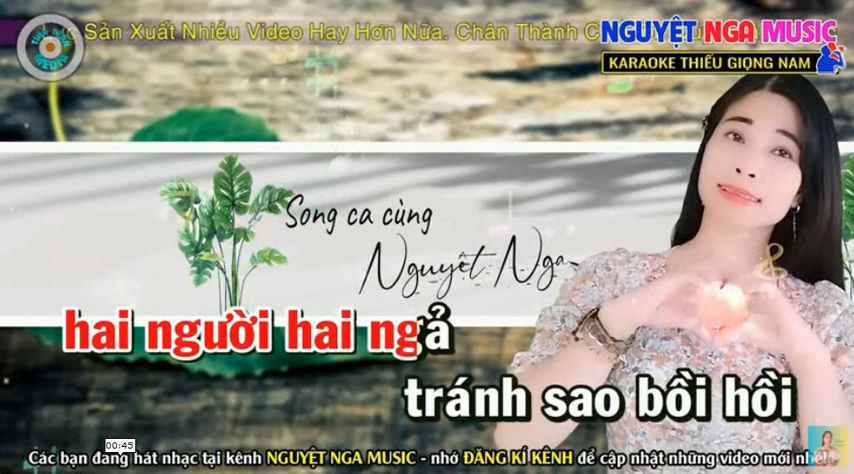 Sản Xuất Nhiều Video Hay Hơn Nữa. Chân Thành
NGUYỆT NGA MUSIC
KARAOKE THIẾU GIỌNG NAM
Song ca cùng
Nguyệt Nga
hai người hai ngả
tránh sao bồi hồi
00:45
Các bạn đang hát nhạc tại kênh NGUYỆT NGA MUSIC - nhớ ĐĂNG KÍ KÊNH để cập nhật những video mới nhé!